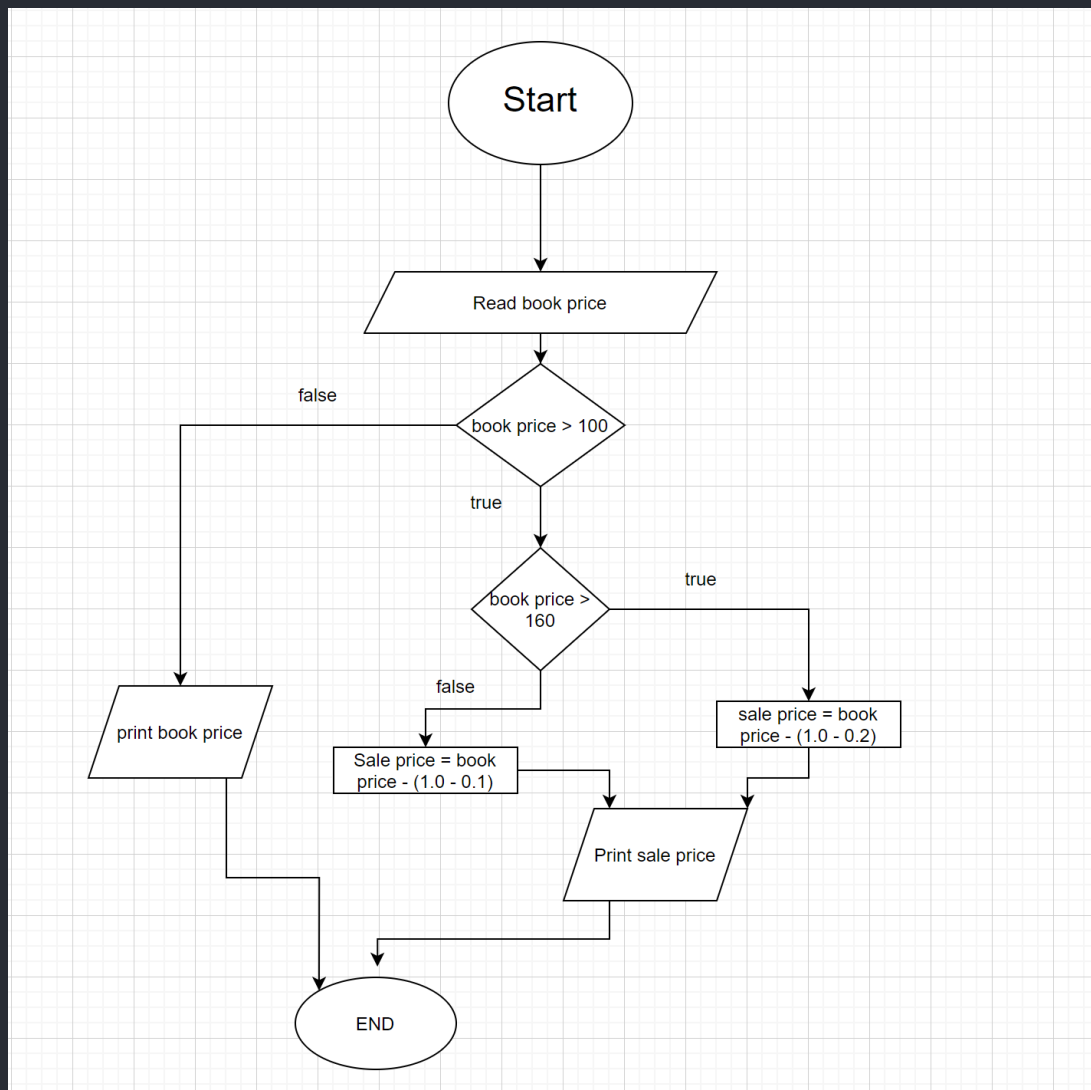 Start
Read book price
false
book price > 100
true
true
book price >
160
false
print book price
sale price = book
price - (1.0 - 0.2)
Sale price = book
price - (1.0 - 0.1)
Print sale price
END